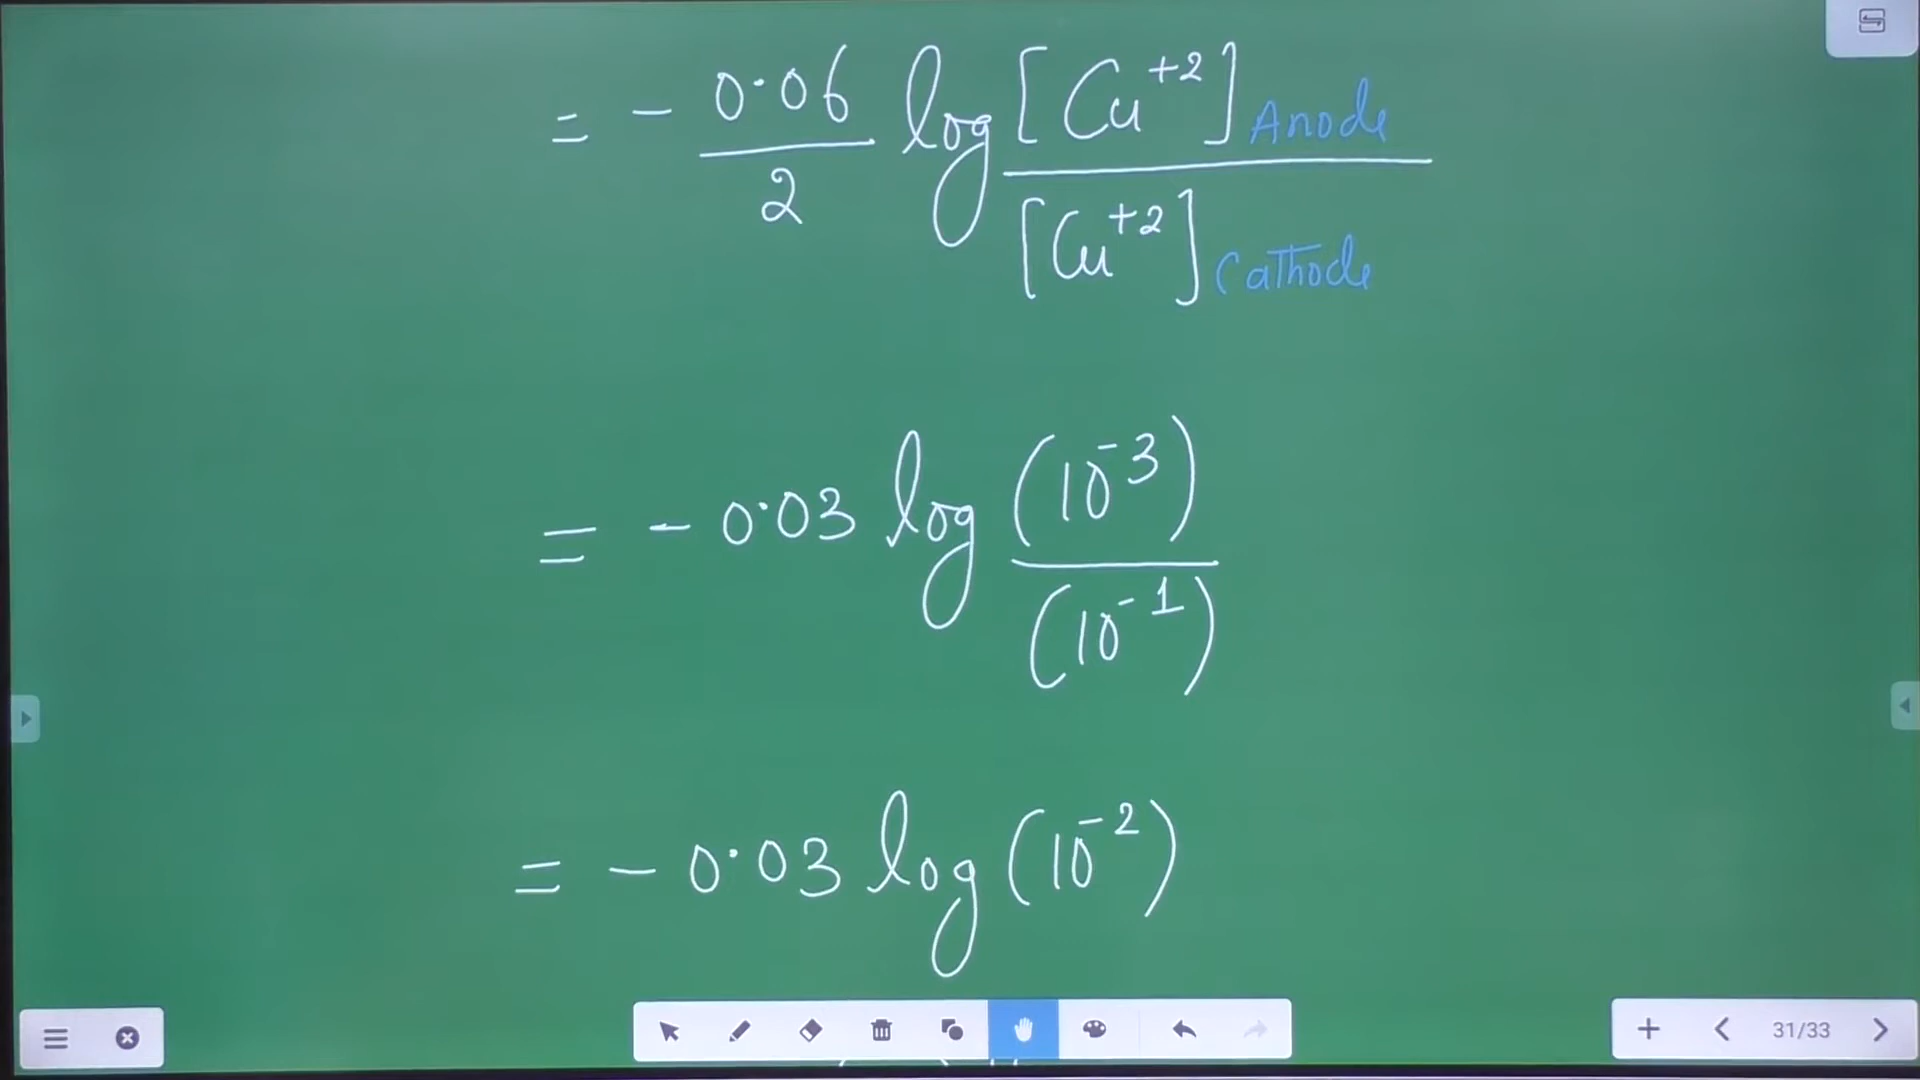 = - 0.06/2 log [Cu⁺²] Anode / [Cu⁺²] Cathode
= - 0.03 log (10⁻³) / (10⁻¹)
= - 0.03 log (10⁻²)
31/33